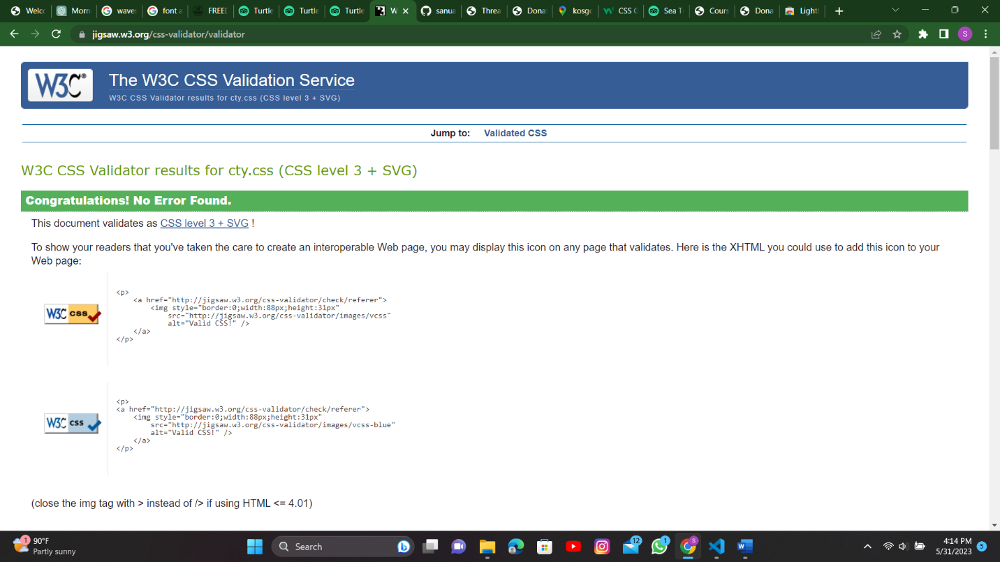 Welco
Morn
wave
font a
FREE
Turtle
Turtle
Turtle
W
sanua
Threa
Dona
kosgo
CSS G
Sea T
Cours
Dona
Light
jigsaw.w3.org/css-validator/validator
S
W3C®
The W3C CSS Validation Service
W3C CSS Validator results for cty.css (CSS level 3 + SVG)
Jump to: Validated CSS
W3C CSS Validator results for cty.css (CSS level 3 + SVG)
Congratulations! No Error Found.
This document validates as CSS level 3 + SVG !
To show your readers that you've taken the care to create an interoperable Web page, you may display this icon on any page that validates. Here is the XHTML you could use to add this icon to your
Web page:
W3C css
<p>
<a href="http://jigsaw.w3.org/css-validator/check/referer">
<img style="border:0;width:88px;height:31px"
src="http://jigsaw.w3.org/css-validator/images/vcss"
alt="Valid CSS!" />
</a>
</p>
W3C css
<p>
<a href="http://jigsaw.w3.org/css-validator/check/referer">
<img style="border:0;width:88px;height:31px"
src="http://jigsaw.w3.org/css-validator/images/vcss-blue"
alt="Valid CSS!" />
</a>
</p>
(close the img tag with > instead of /> if using HTML <= 4.01)
1
90°F
Partly sunny
Search
12
1
S
4:14 PM
5/31/2023
5